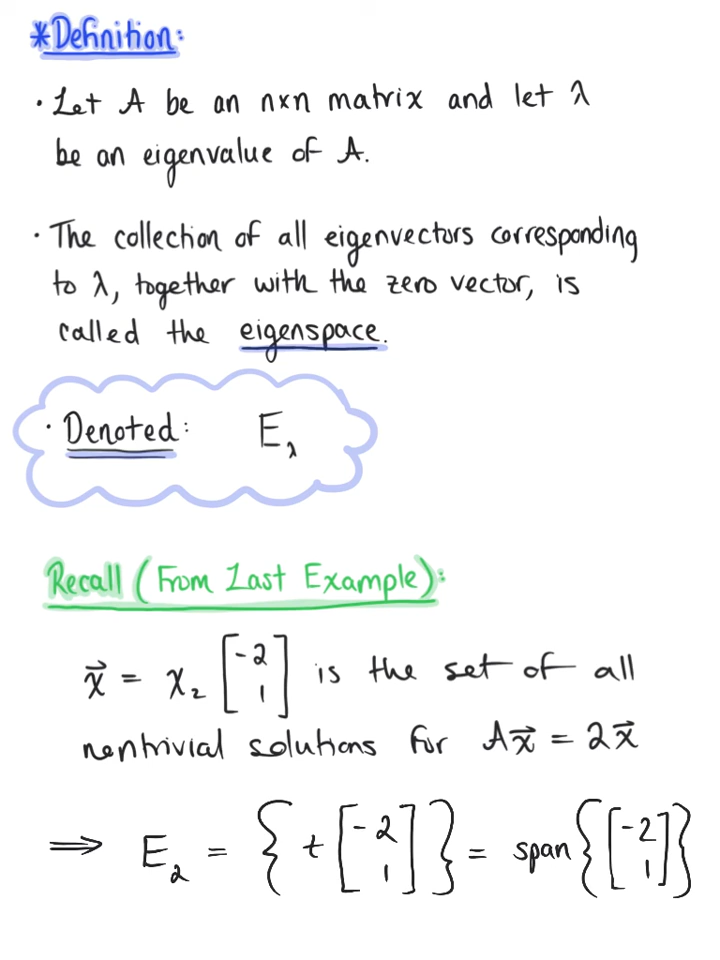 *Definition:
· Let A be an n×n matrix and let λ
be an eigenvalue of A.
· The collection of all eigenvectors corresponding
to λ, together with the zero vector, is
called the eigenspace.
· Denoted: E_λ
Recall (From Last Example):
x⃗ = x₂ [-2 1] is the set of all
nontrivial solutions for Ax⃗ = 2x⃗
⟹ E₂ = { t [-2 1] } = span { [-2 1] }